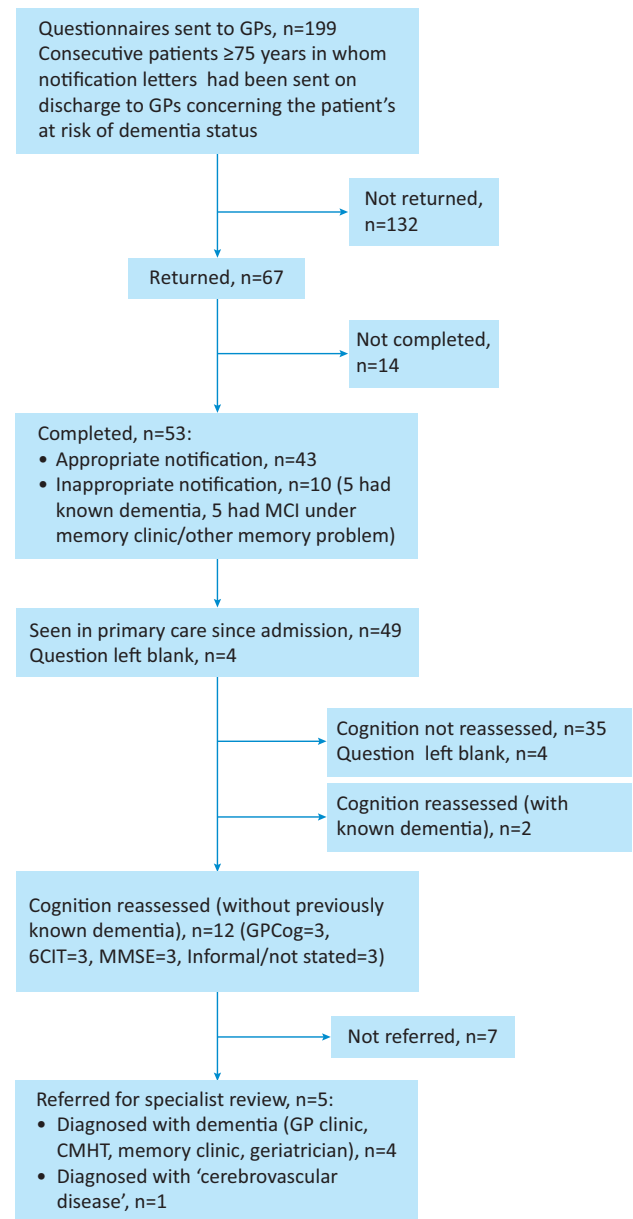 Questionnaires sent to GPs, n=199
Consecutive patients ≥75 years in whom
notification letters had been sent on
discharge to GPs concerning the patient's
at risk of dementia status
Not returned,
n=132
Returned, n=67
Not completed,
n=14
Completed, n=53:
• Appropriate notification, n=43
• Inappropriate notification, n=10 (5 had
known dementia, 5 had MCI under
memory clinic/other memory problem)
Seen in primary care since admission, n=49
Question left blank, n=4
Cognition not reassessed, n=35
Question left blank, n=4
Cognition reassessed (with
known dementia), n=2
Cognition reassessed (without previously
known dementia), n=12 (GPCog=3,
6CIT=3, MMSE=3, Informal/not stated=3)
Not referred, n=7
Referred for specialist review, n=5:
• Diagnosed with dementia (GP clinic,
CMHT, memory clinic, geriatrician), n=4
• Diagnosed with 'cerebrovascular
disease', n=1